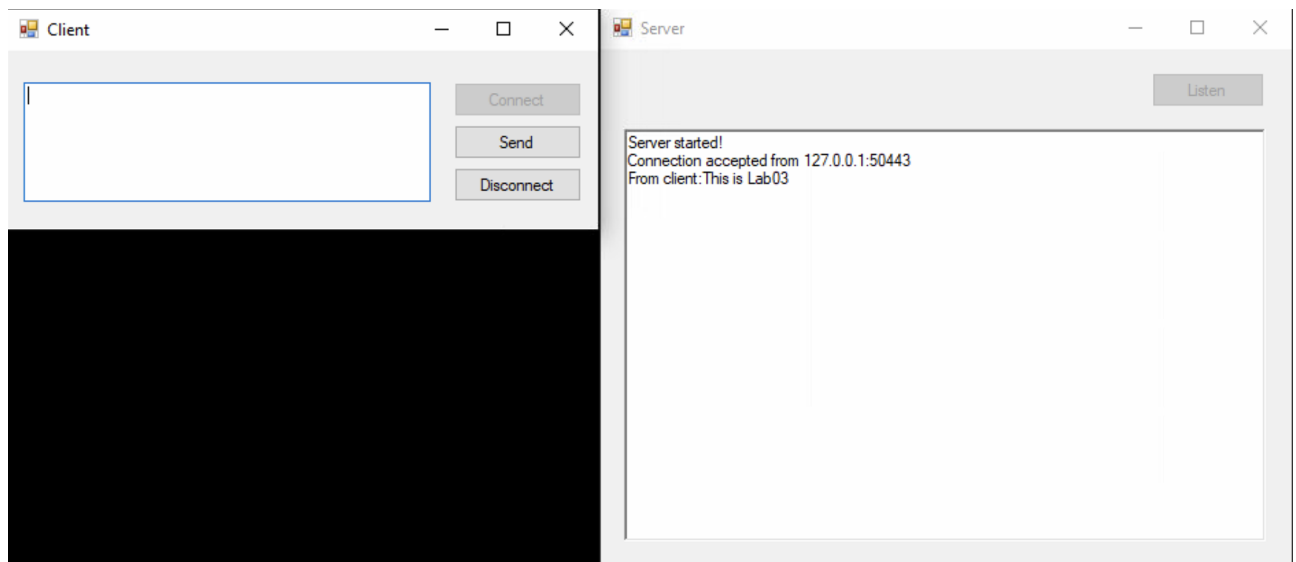 Client
Connect
Send
Disconnect
Server
Listen
Server started!
Connection accepted from 127.0.0.1:50443
From client:This is Lab03